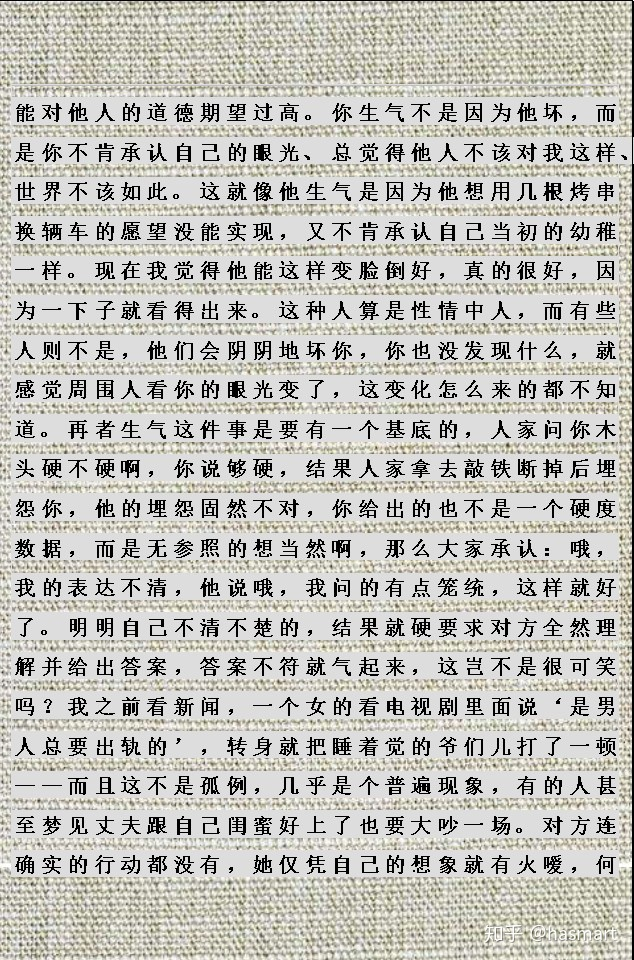 能对他人的道德期望过高。你生气不是因为他坏，而
是你不肯承认自己的眼光、总觉得他人不该对我这样、
世界不该如此。这就像他生气是因为他想用几根烤串
换辆车的愿望没能实现，又不肯承认自己当初的幼稚
一样。现在我觉得他能这样变脸倒好，真的很好，因
为一下子就看得出来。这种人算是性情中人，而有些
人则不是，他们会阴阴地坏你，你也没发现什么，就
感觉周围人看你的眼光变了，这变化怎么来的都不知
道。再者生气这件事是要有一个基底的，人家问你木
头硬不硬啊，你说够硬，结果人家拿去敲铁断掉后埋
怨你，他的埋怨固然不对，你给出的也不是一个硬度
数据，而是无参照的想当然啊，那么大家承认：哦，
我的表达不清，他说哦，我问的有点笼统，这样就好
了。明明自己不清不楚的，结果就硬要求对方全然理
解并给出答案，答案不符就气起来，这岂不是很可笑
吗？我之前看新闻，一个女的看电视剧里面说‘是男
人总要出轨的’，转身就把睡着觉的爷们儿打了一顿
——而且这不是孤例，几乎是个普遍现象，有的人甚
至梦见丈夫跟自己闺蜜好上了也要大吵一场。对方连
确实的行动都没有，她仅凭自己的想象就有火嗳，何
知乎 @hasmart